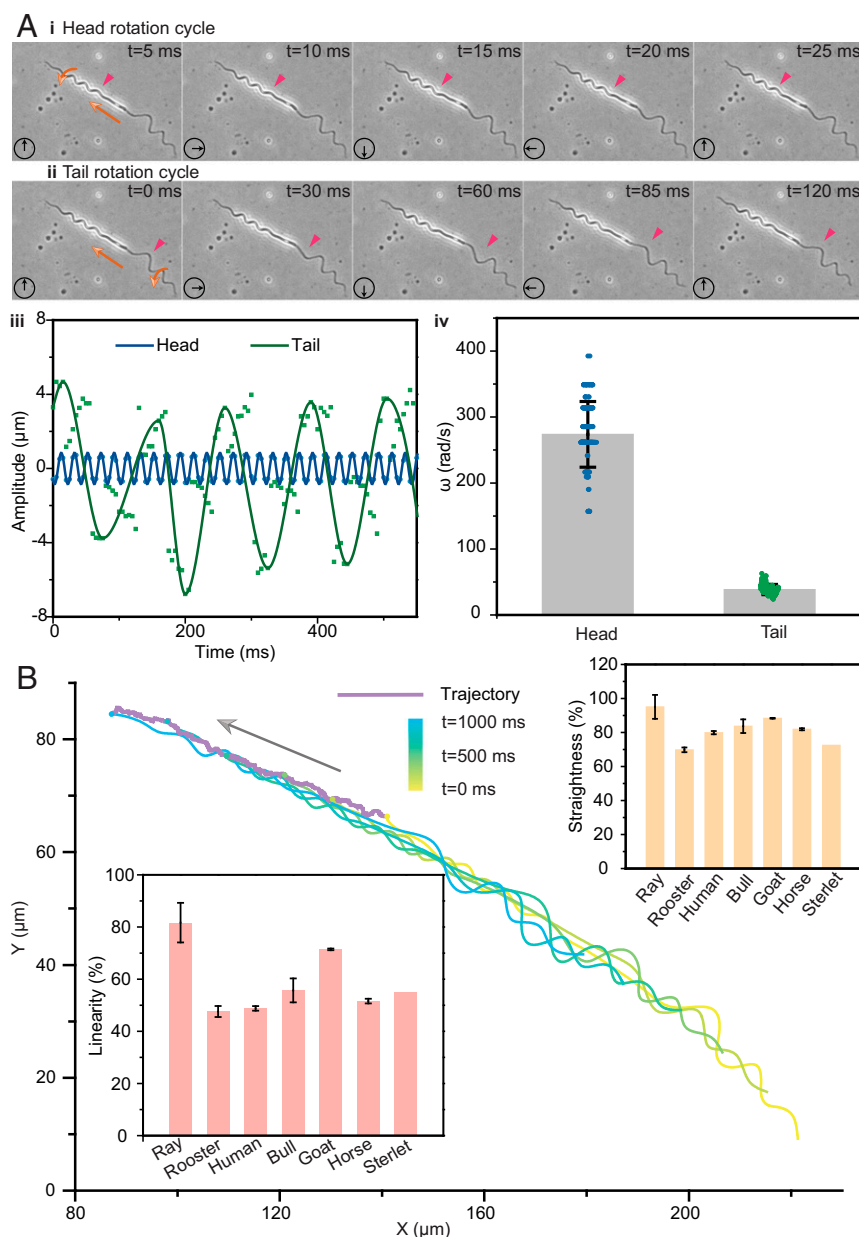 A
i Head rotation cycle
t=5 ms t=10 ms t=15 ms t=20 ms t=25 ms
ii Tail rotation cycle
t=0 ms t=30 ms t=60 ms t=85 ms t=120 ms
iii
8
4
0
-4
-8
Amplitude (μm)
Head Tail
0 200 400
Time (ms)
iv
400
300
200
100
0
ω (rad/s)
Head Tail
B
80
60
40
20
0
Y (μm)
Trajectory
t=1000 ms
t=500 ms
t=0 ms
120
100
80
60
40
20
0
Straightness (%)
Ray Rooster Human Bull Goat Horse Sterlet
100
80
60
40
20
0
Linearity (%)
Ray Rooster Human Bull Goat Horse Sterlet
80 120 160 200
X (μm)